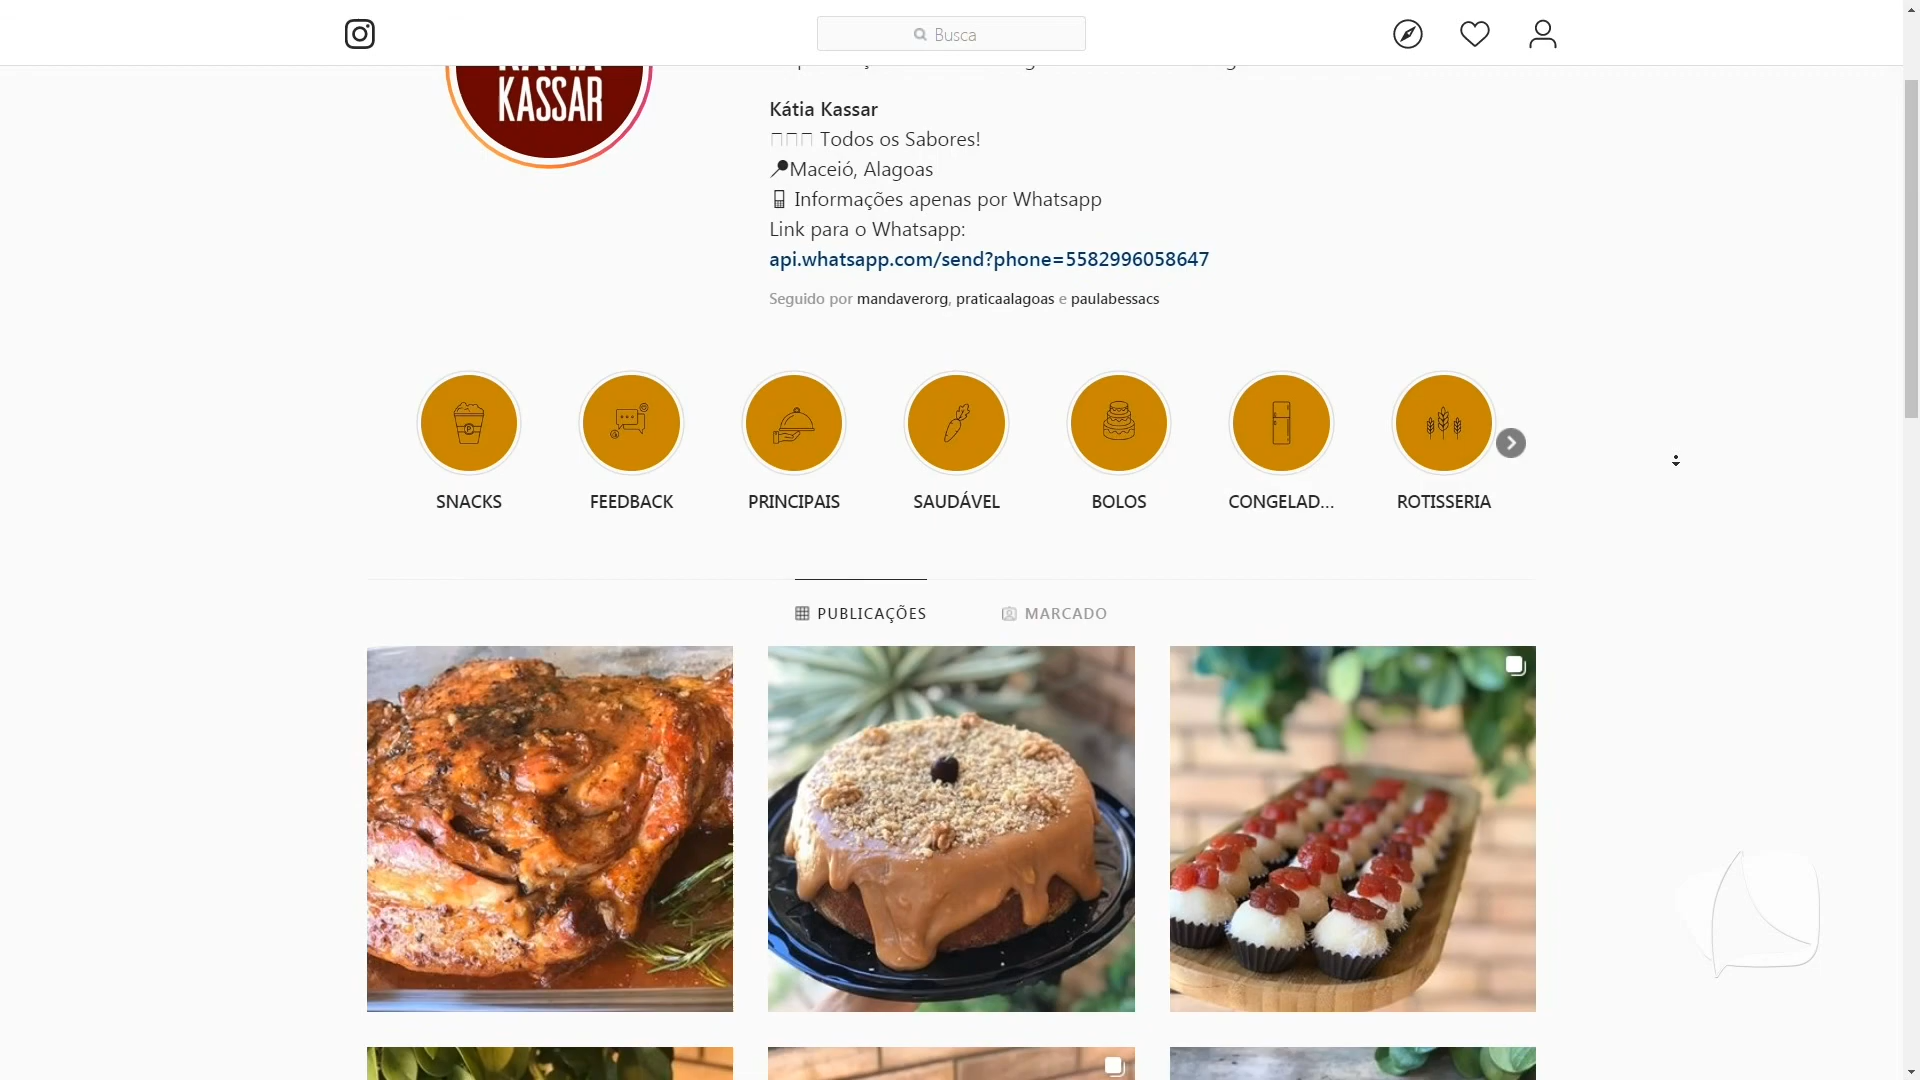 Busca
KASSAR
Kátia Kassar
Todos os Sabores!
Maceió, Alagoas
Informações apenas por Whatsapp
Link para o Whatsapp:
api.whatsapp.com/send?phone=5582996058647
Seguido por mandaverorg, praticaalagoas e paulabessacs
SNACKS
FEEDBACK
PRINCIPAIS
SAUDÁVEL
BOLOS
CONGELAD...
ROTISSERIA
PUBLICAÇÕES
MARCADO